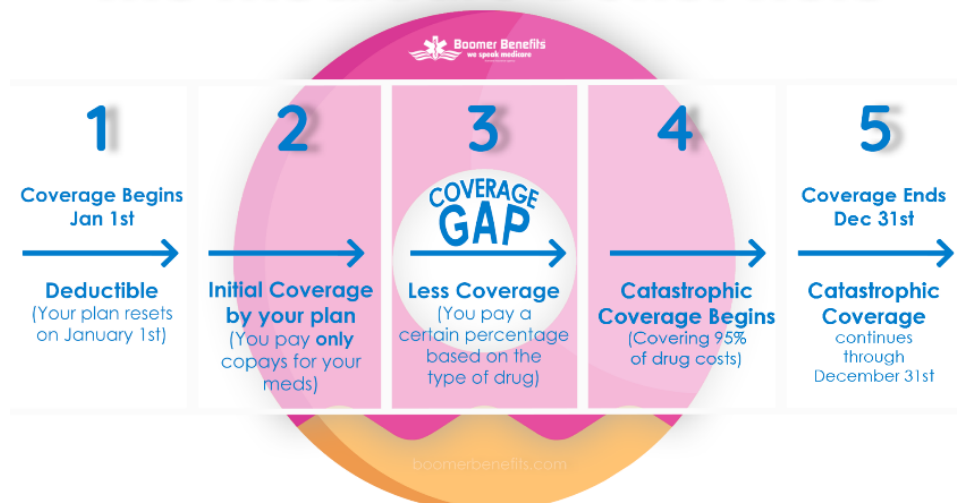 Boomer Benefits
we speak medicare
1
Coverage Begins
Jan 1st
Deductible
(Your plan resets
on January 1st)
2
Initial Coverage
by your plan
(You pay only
copays for your
meds)
3
COVERAGE
GAP
Less Coverage
(You pay a
certain percentage
based on the
type of drug)
4
Catastrophic
Coverage Begins
(Covering 95%
of drug costs)
5
Coverage Ends
Dec 31st
Catastrophic
Coverage
continues
through
December 31st
boomerbenefits.com